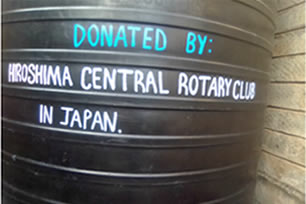 DONATED BY:
HIROSHIMA CENTRAL ROTARY CLUB
IN JAPAN.